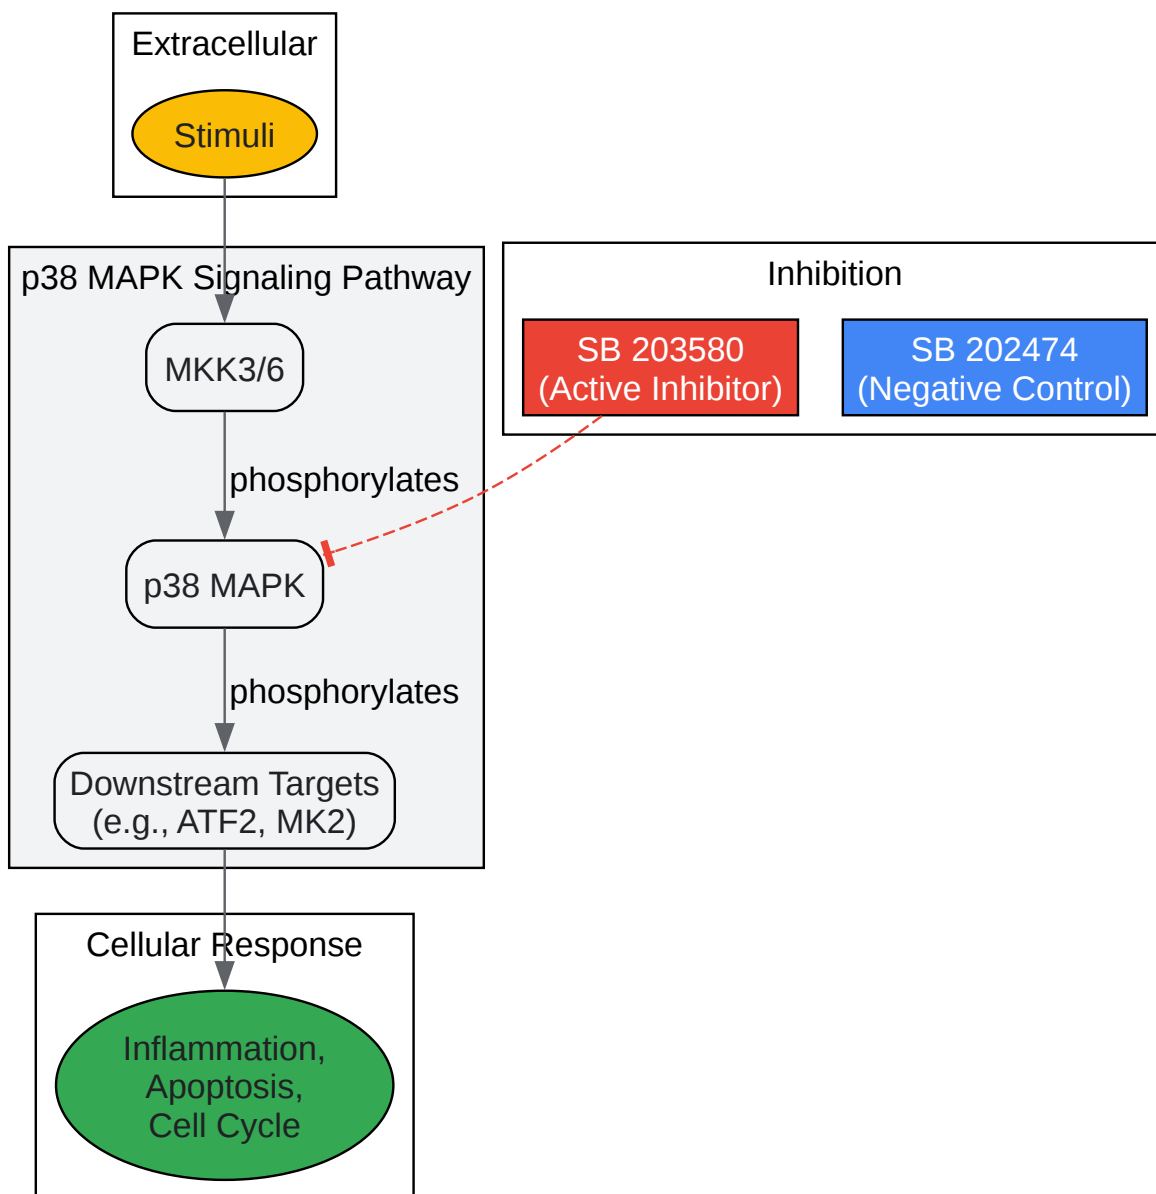 Extracellular
Stimuli
p38 MAPK Signaling Pathway
MKK3/6
phosphorylates
p38 MAPK
phosphorylates
Downstream Targets
(e.g., ATF2, MK2)
Inhibition
SB 203580
(Active Inhibitor)
SB 202474
(Negative Control)
Cellular Response
Inflammation,
Apoptosis,
Cell Cycle